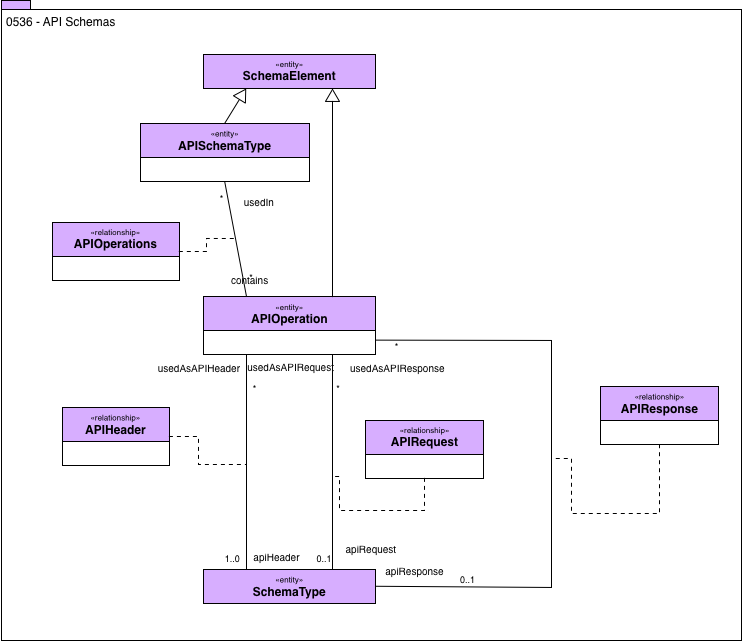 0536 - API Schemas
«entity»
SchemaElement
«entity»
APISchemaType
*
usedIn
«relationship»
APIOperations
*
contains
«entity»
APIOperation
*
usedAsAPIHeader
usedAsAPIRequest
usedAsAPIResponse
*
*
«relationship»
APIResponse
«relationship»
APIHeader
«relationship»
APIRequest
1..0
apiHeader
0..1
apiRequest
apiResponse
0..1
«entity»
SchemaType